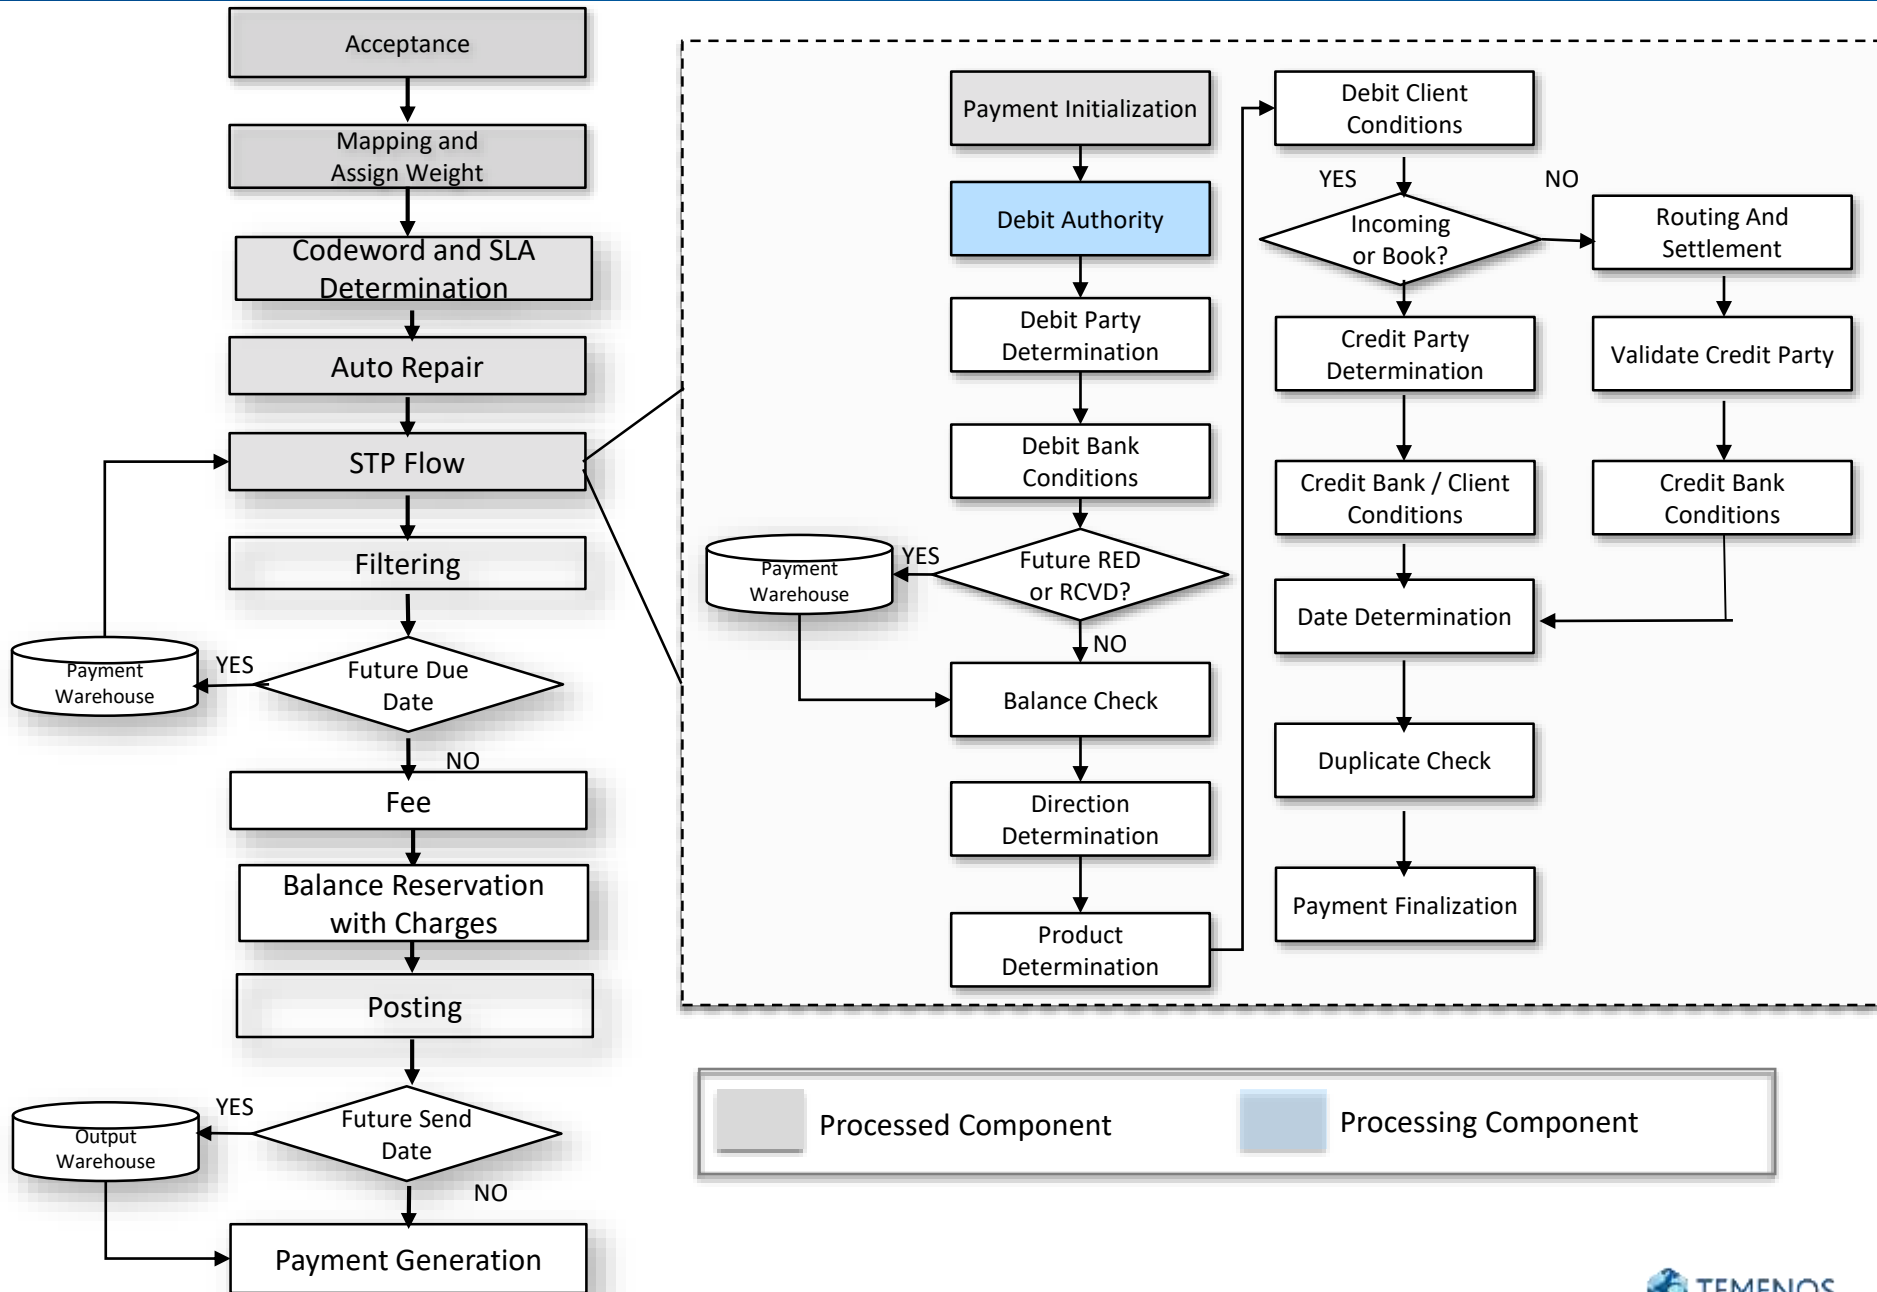 Acceptance
Mapping and
Assign Weight
Codeword and SLA
Determination
Auto Repair
STP Flow
Filtering
Payment
Warehouse
YES
Future Due
Date
NO
Fee
Balance Reservation
with Charges
Posting
Output
Warehouse
YES
Future Send
Date
NO
Payment Generation
Payment Initialization
Debit Authority
Debit Party
Determination
Debit Bank
Conditions
Payment
Warehouse
YES
Future RED
or RCVD?
NO
Balance Check
Direction
Determination
Product
Determination
Debit Client
Conditions
YES
NO
Incoming
or Book?
Routing And
Settlement
Credit Party
Determination
Validate Credit Party
Credit Bank / Client
Conditions
Credit Bank
Conditions
Date Determination
Duplicate Check
Payment Finalization
Processed Component
Processing Component
TEMENOS